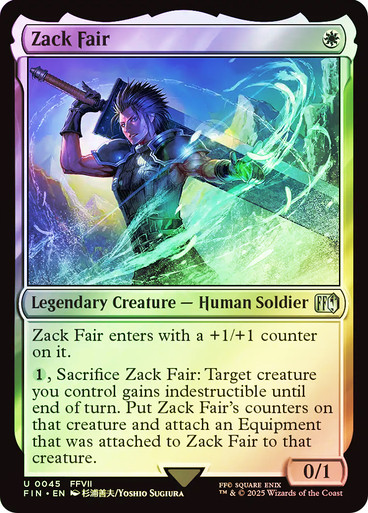 Zack Fair
Legendary Creature — Human Soldier
Zack Fair enters with a +1/+1 counter
on it.
1, Sacrifice Zack Fair: Target creature
you control gains indestructible until
end of turn. Put Zack Fair's counters on
that creature and attach an Equipment
that was attached to Zack Fair to that
creature.
0/1
U 0045 FFVII
FIN • EN 杉浦善夫/Yoshio Sugiura
FF© SQUARE ENIX
™ & © 2025 Wizards of the Coast